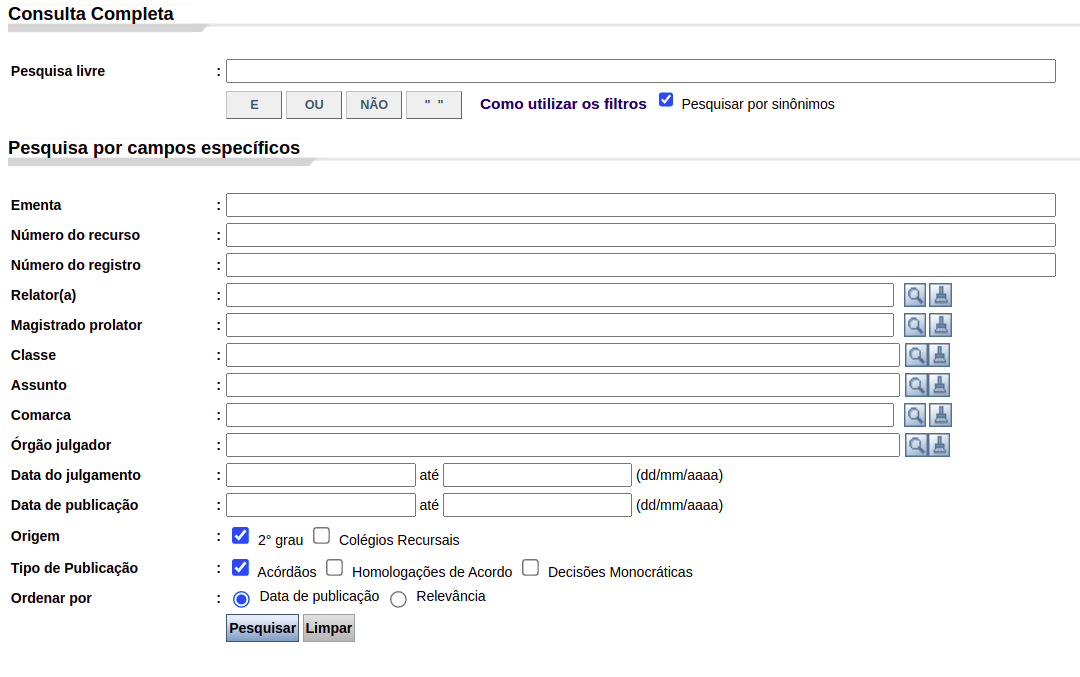 Consulta Completa
Pesquisa livre :
E OU NÃO " " Como utilizar os filtros Pesquisar por sinônimos
Pesquisa por campos específicos
Ementa :
Número do recurso :
Número do registro :
Relator(a) :
Magistrado prolator :
Classe :
Assunto :
Comarca :
Órgão julgador :
Data do julgamento : até (dd/mm/aaaa)
Data de publicação : até (dd/mm/aaaa)
Origem : 2° grau Colégios Recursais
Tipo de Publicação : Acórdãos Homologações de Acordo Decisões Monocráticas
Ordenar por : Data de publicação Relevância
Pesquisar Limpar